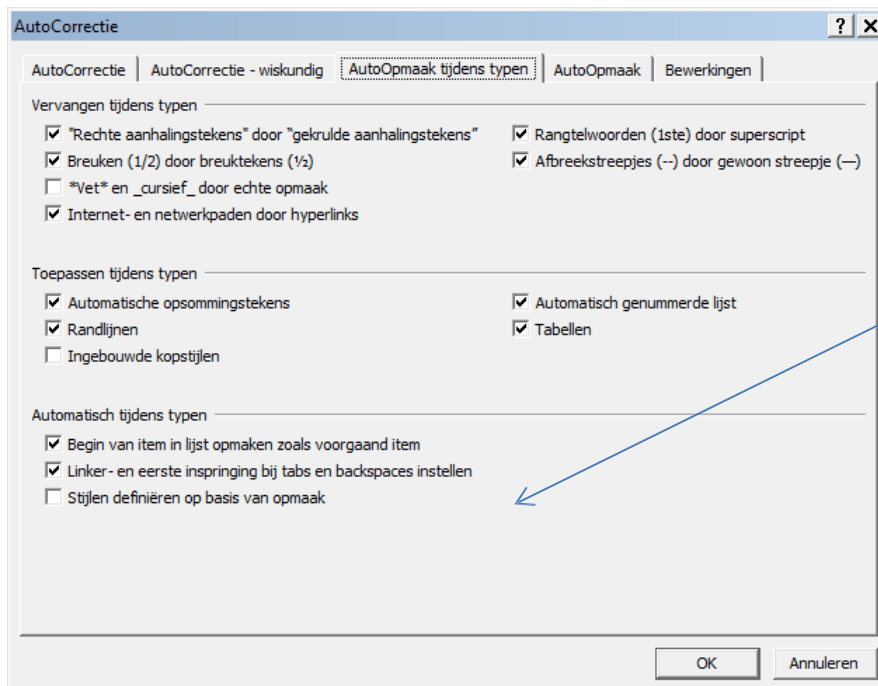 AutoCorrectie
AutoCorrectie AutoCorrectie - wiskundig AutoOpmaak tijdens typen AutoOpmaak Bewerkingen
Vervangen tijdens typen
"Rechte aanhalingstekens" door “gekrulde aanhalingstekens” Rangtelwoorden (1ste) door superscript
Breuken (1/2) door breuktekens (½) Afbreekstreepjes (--) door gewoon streepje (—)
*Vet* en _cursief_ door echte opmaak
Internet- en netwerkpaden door hyperlinks
Toepassen tijdens typen
Automatische opsommingstekens Automatisch genummerde lijst
Randlijnen Tabellen
Ingebouwde kopstijlen
Automatisch tijdens typen
Begin van item in lijst opmaken zoals voorgaand item
Linker- en eerste inspringing bij tabs en backspaces instellen
Stijlen definiëren op basis van opmaak
OK Annuleren